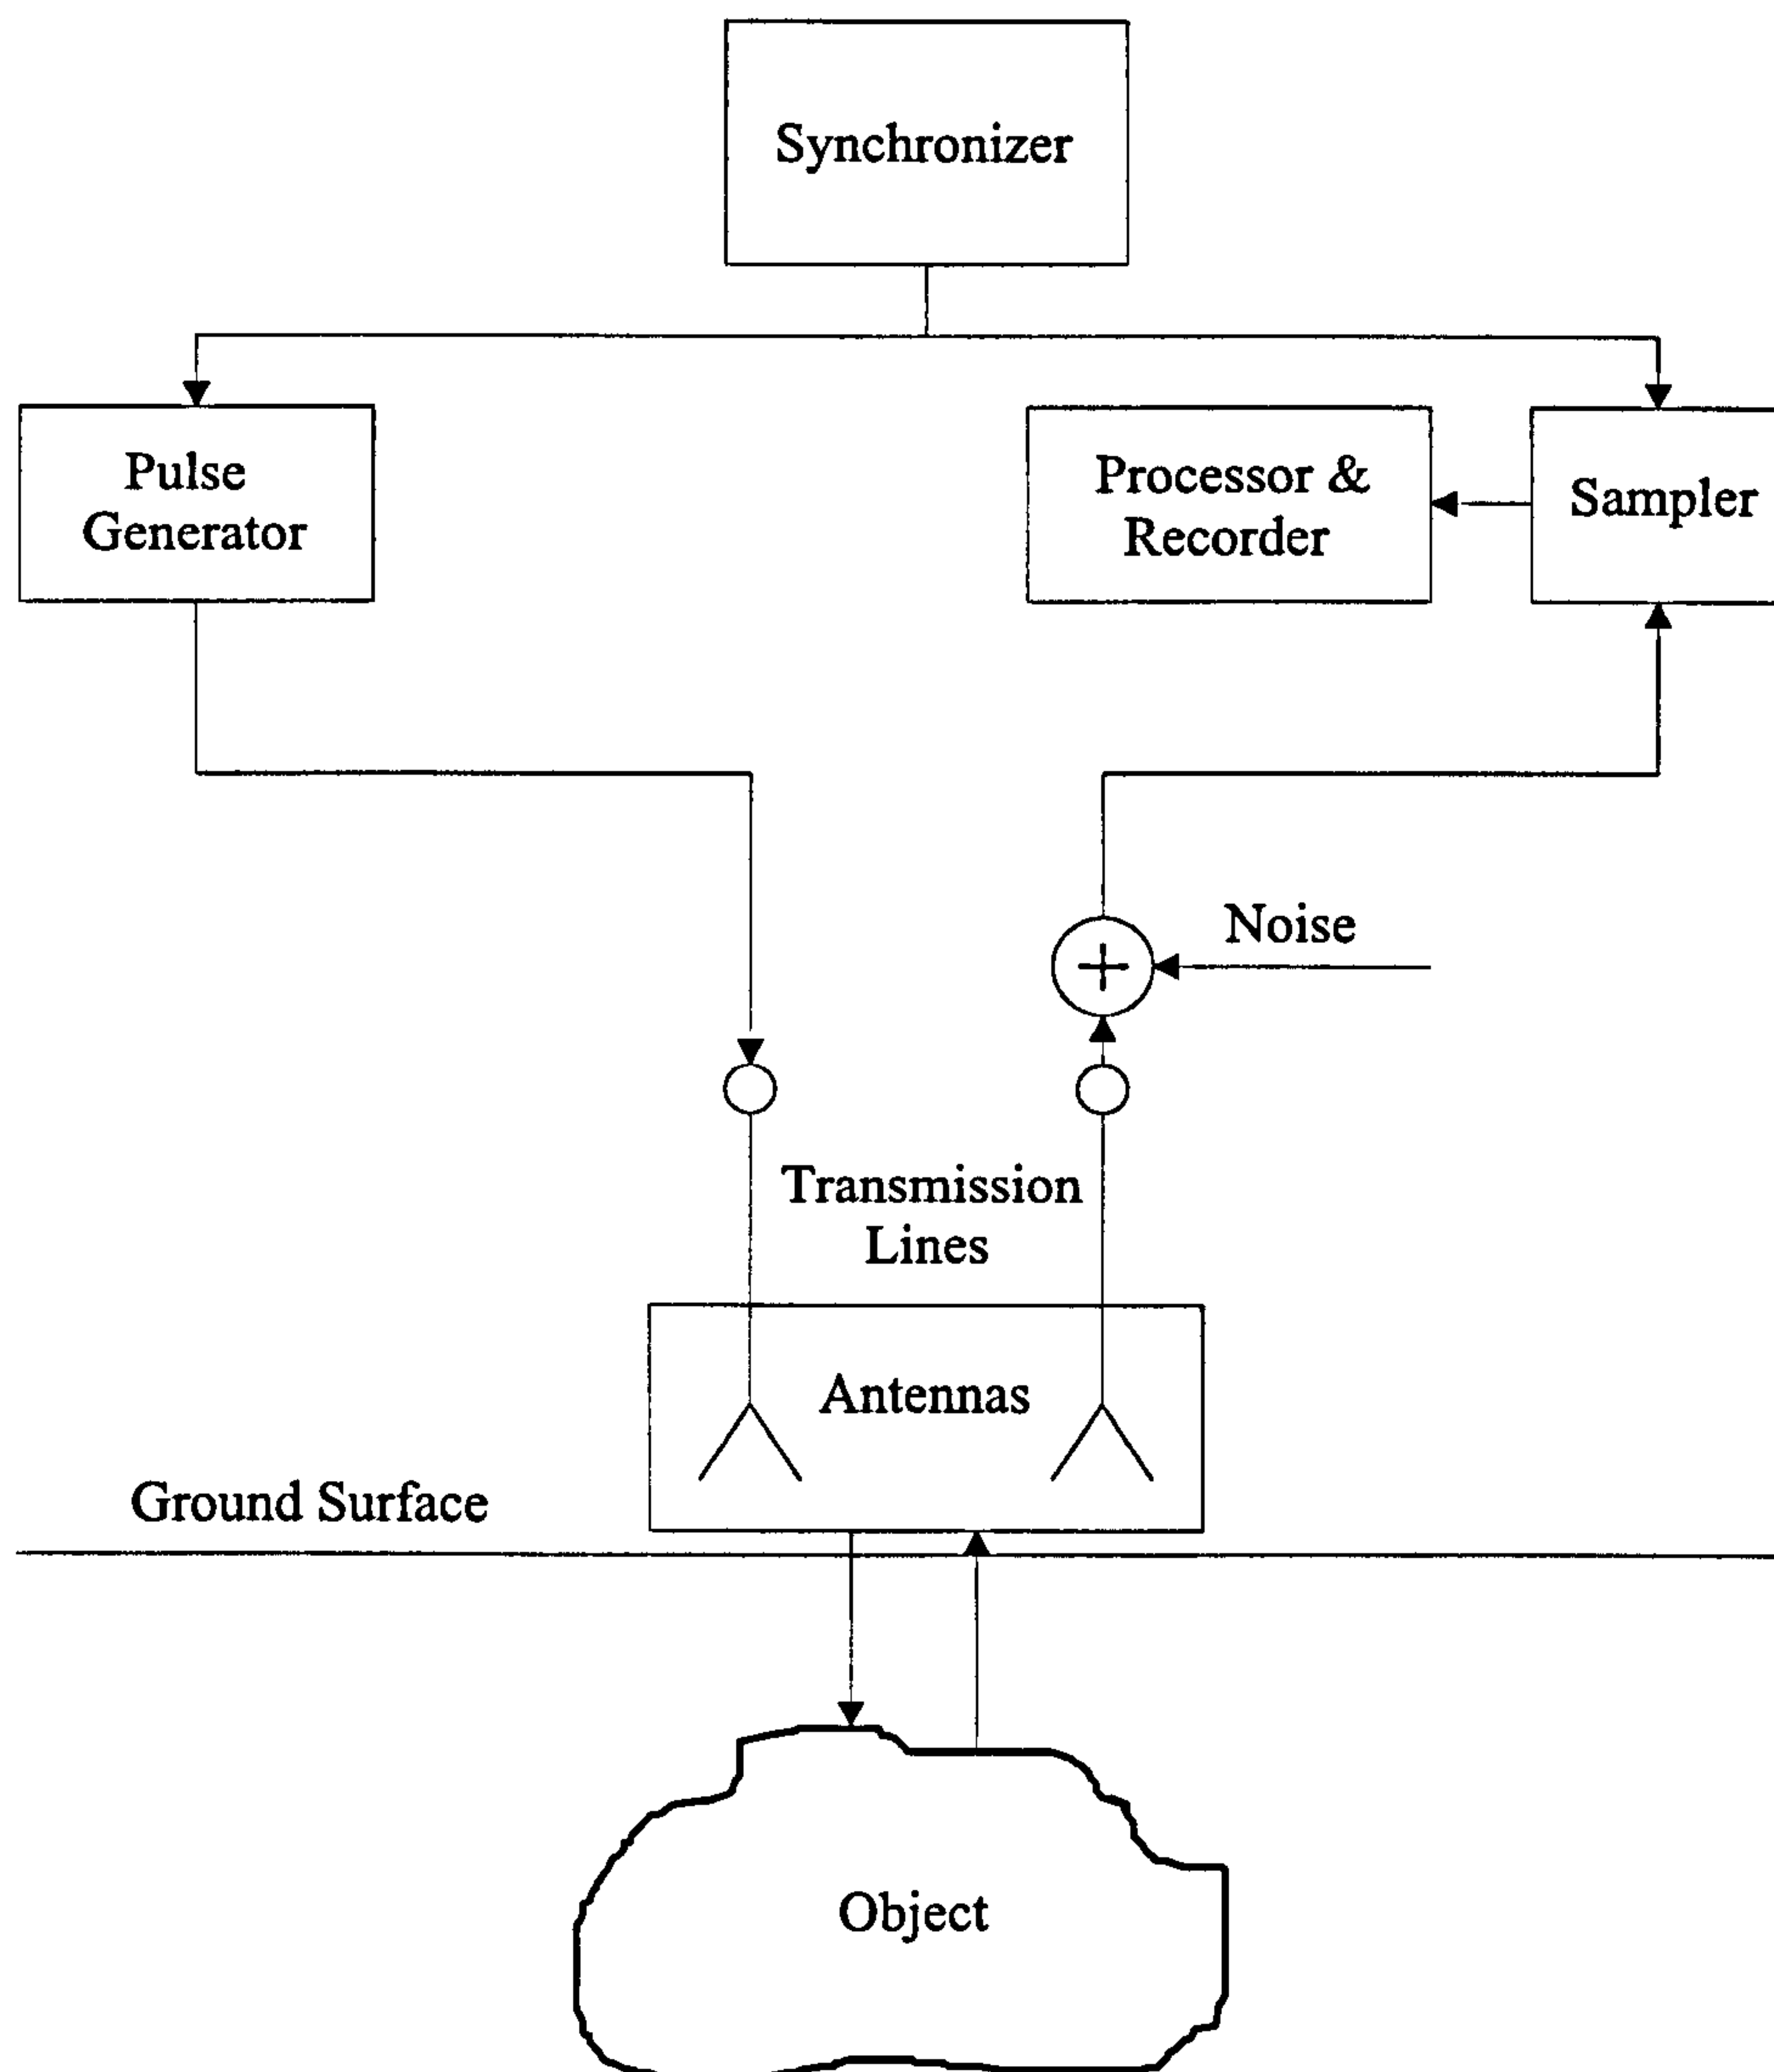 Synchronizer
Pulse
Generator
Processor &
Recorder
Sampler
Noise
Transmission
Lines
Antennas
Ground Surface
Object